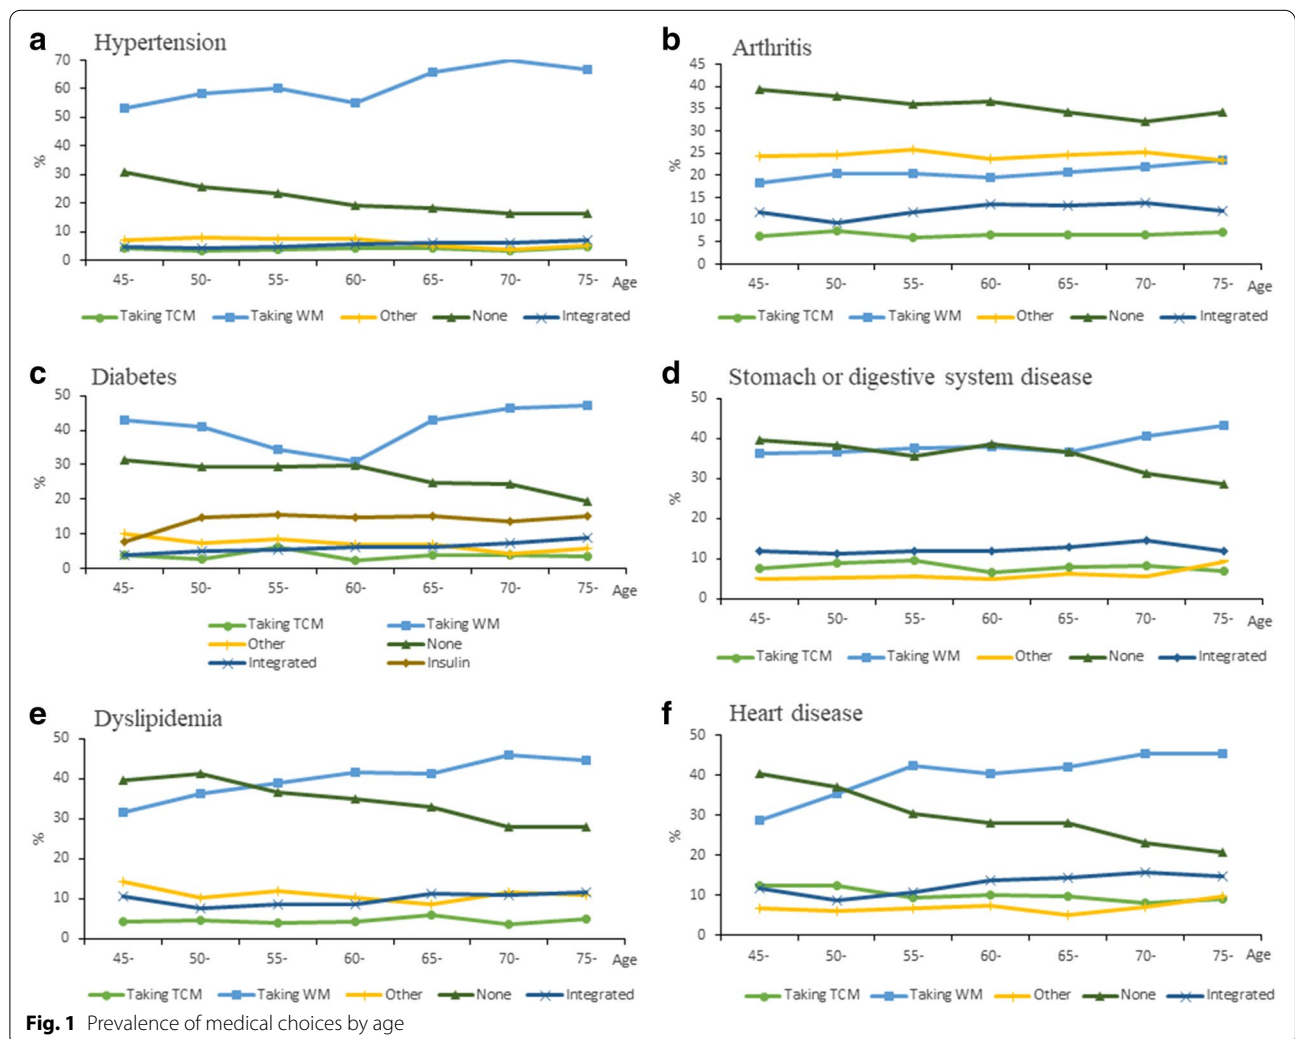 a Hypertension
70
60
50
40
30
20
10
0
%
45- 50- 55- 60- 65- 70- 75- Age
Taking TCM Taking WM Other None Integrated
b Arthritis
45
40
35
30
25
20
15
10
5
0
%
45- 50- 55- 60- 65- 70- 75- Age
Taking TCM Taking WM Other None Integrated
c Diabetes
50
40
30
20
10
0
%
45- 50- 55- 60- 65- 70- 75- Age
Taking TCM Taking WM
Other None
Integrated Insulin
d Stomach or digestive system disease
50
40
30
20
10
0
%
45- 50- 55- 60- 65- 70- 75- Age
Taking TCM Taking WM Other None Integrated
e Dyslipidemia
50
40
30
20
10
0
%
45- 50- 55- 60- 65- 70- 75- Age
Taking TCM Taking WM Other None Integrated
f Heart disease
50
40
30
20
10
0
%
45- 50- 55- 60- 65- 70- 75- Age
Taking TCM Taking WM Other None Integrated
Fig. 1 Prevalence of medical choices by age